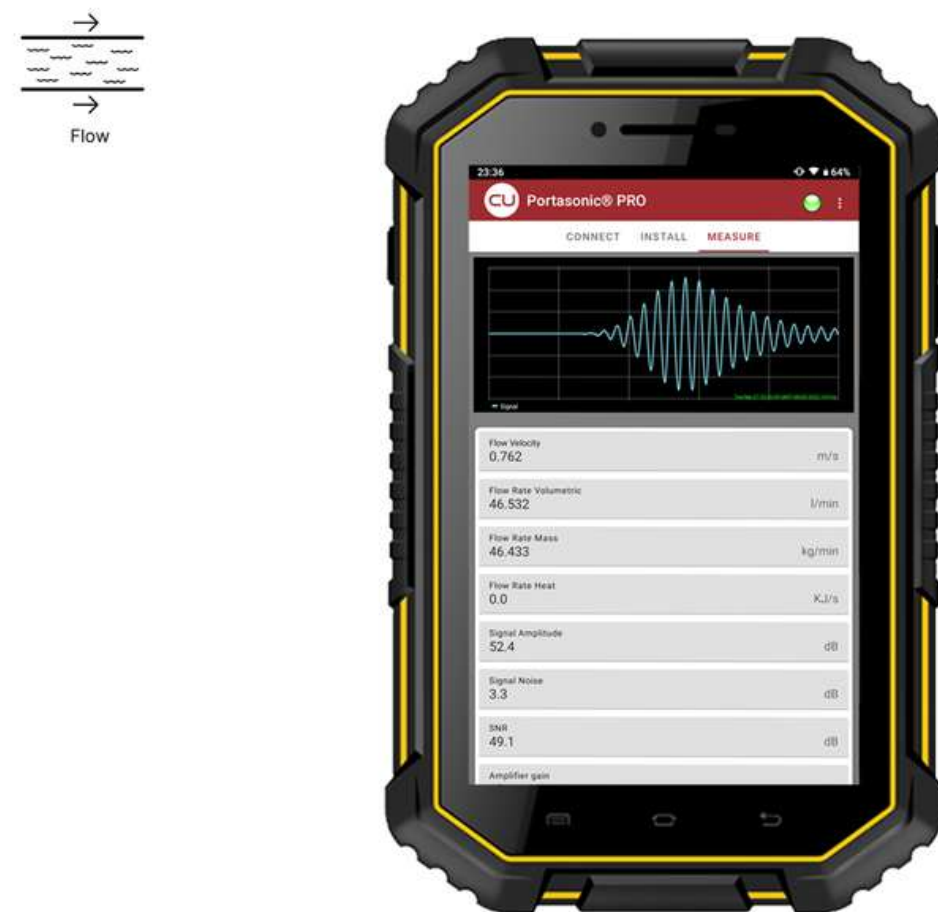 Flow
23:36
64%
CU Portasonic® PRO
CONNECT INSTALL MEASURE
Signal
Flow Velocity
0.762 m/s
Flow Rate Volumetric
46.532 l/min
Flow Rate Mass
46.433 kg/min
Flow Rate Heat
0.0 KJ/s
Signal Amplitude
52.4 dB
Signal Noise
3.3 dB
SNR
49.1 dB
Amplifier gain